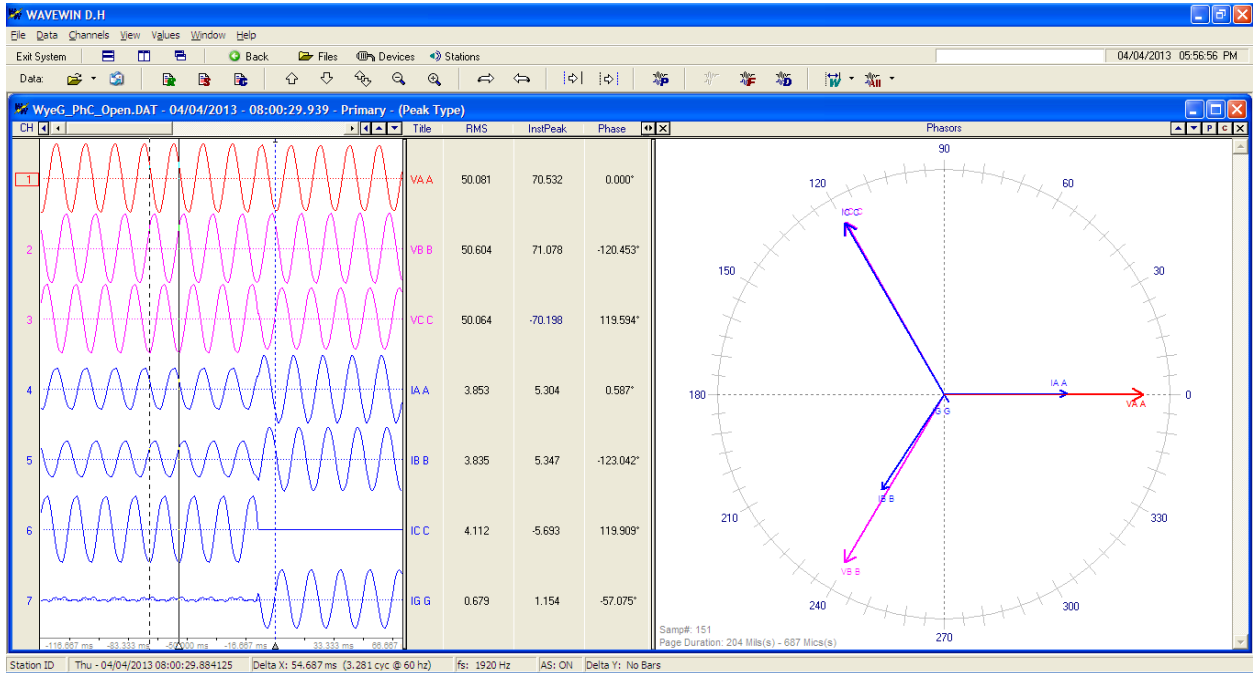 WAVEWIN D.H
File Data Channels View Values Window Help
Exit System Back Files Devices Stations 04/04/2013 05:56:56 PM
Data:
WyeG_PhC_Open.DAT - 04/04/2013 - 08:00:29.939 - Primary - (Peak Type)
CH Title RMS InstPeak Phase Phasors P C
1 VA A 50.081 70.532 0.000°
2 VB B 50.604 71.078 -120.453°
3 VC C 50.064 -70.198 119.594°
4 IA A 3.853 5.304 0.587°
5 IB B 3.835 5.347 -123.042°
6 IC C 4.112 -5.693 119.909°
7 IG G 0.679 1.154 -57.075°
-116.667 ms -83.333 ms -50.000 ms -16.667 ms 33.333 ms 66.667
90
120 60
150 30
180 0
210 330
240 300
270
IA A
VA A
IG G
IB B
VB B
Samp#: 151
Page Duration: 204 Mils(s) - 687 Mics(s)
Station ID Thu - 04/04/2013 08:00:29.884125 Delta X: 54.687 ms (3.281 cyc @ 60 hz) fs: 1920 Hz AS: ON Delta Y: No Bars